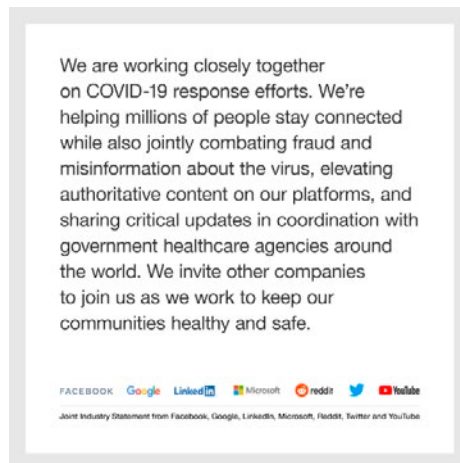 We are working closely together
on COVID-19 response efforts. We're
helping millions of people stay connected
while also jointly combating fraud and
misinformation about the virus, elevating
authoritative content on our platforms, and
sharing critical updates in coordination with
government healthcare agencies around
the world. We invite other companies
to join us as we work to keep our
communities healthy and safe.
FACEBOOK Google Linkedin Microsoft reddit YouTube
Joint Industry Statement from Facebook, Google, LinkedIn, Microsoft, Reddit, Twitter and YouTube